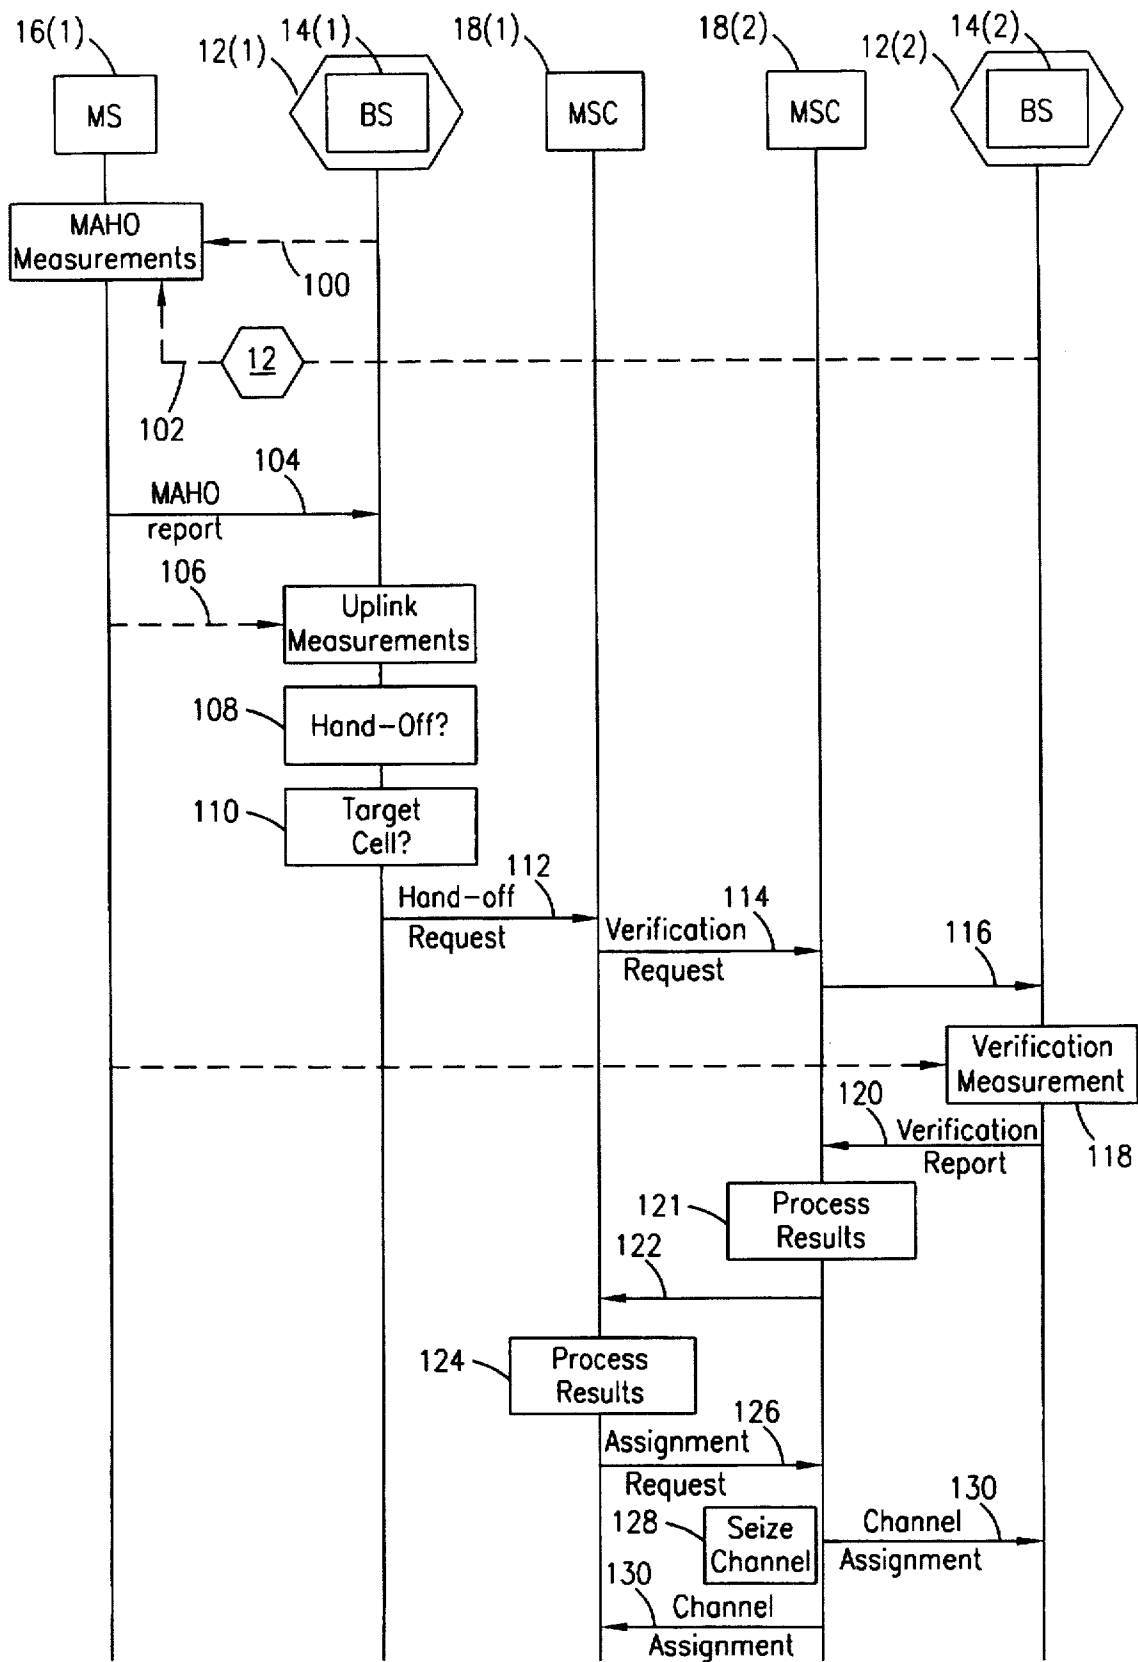 16(1)
12(1)
14(1)
18(1)
18(2)
12(2)
14(2)
MS
BS
MSC
MSC
BS
MAHO
Measurements
100
12
102
104
MAHO
report
106
Uplink
Measurements
108
Hand-Off?
110
Target
Cell?
112
Hand-off
Request
114
Verification
Request
116
Verification
Measurement
118
120
Verification
Report
121
Process
Results
122
124
Process
Results
126
Assignment
Request
128
Seize
Channel
130
Channel
Assignment
130
Channel
Assignment